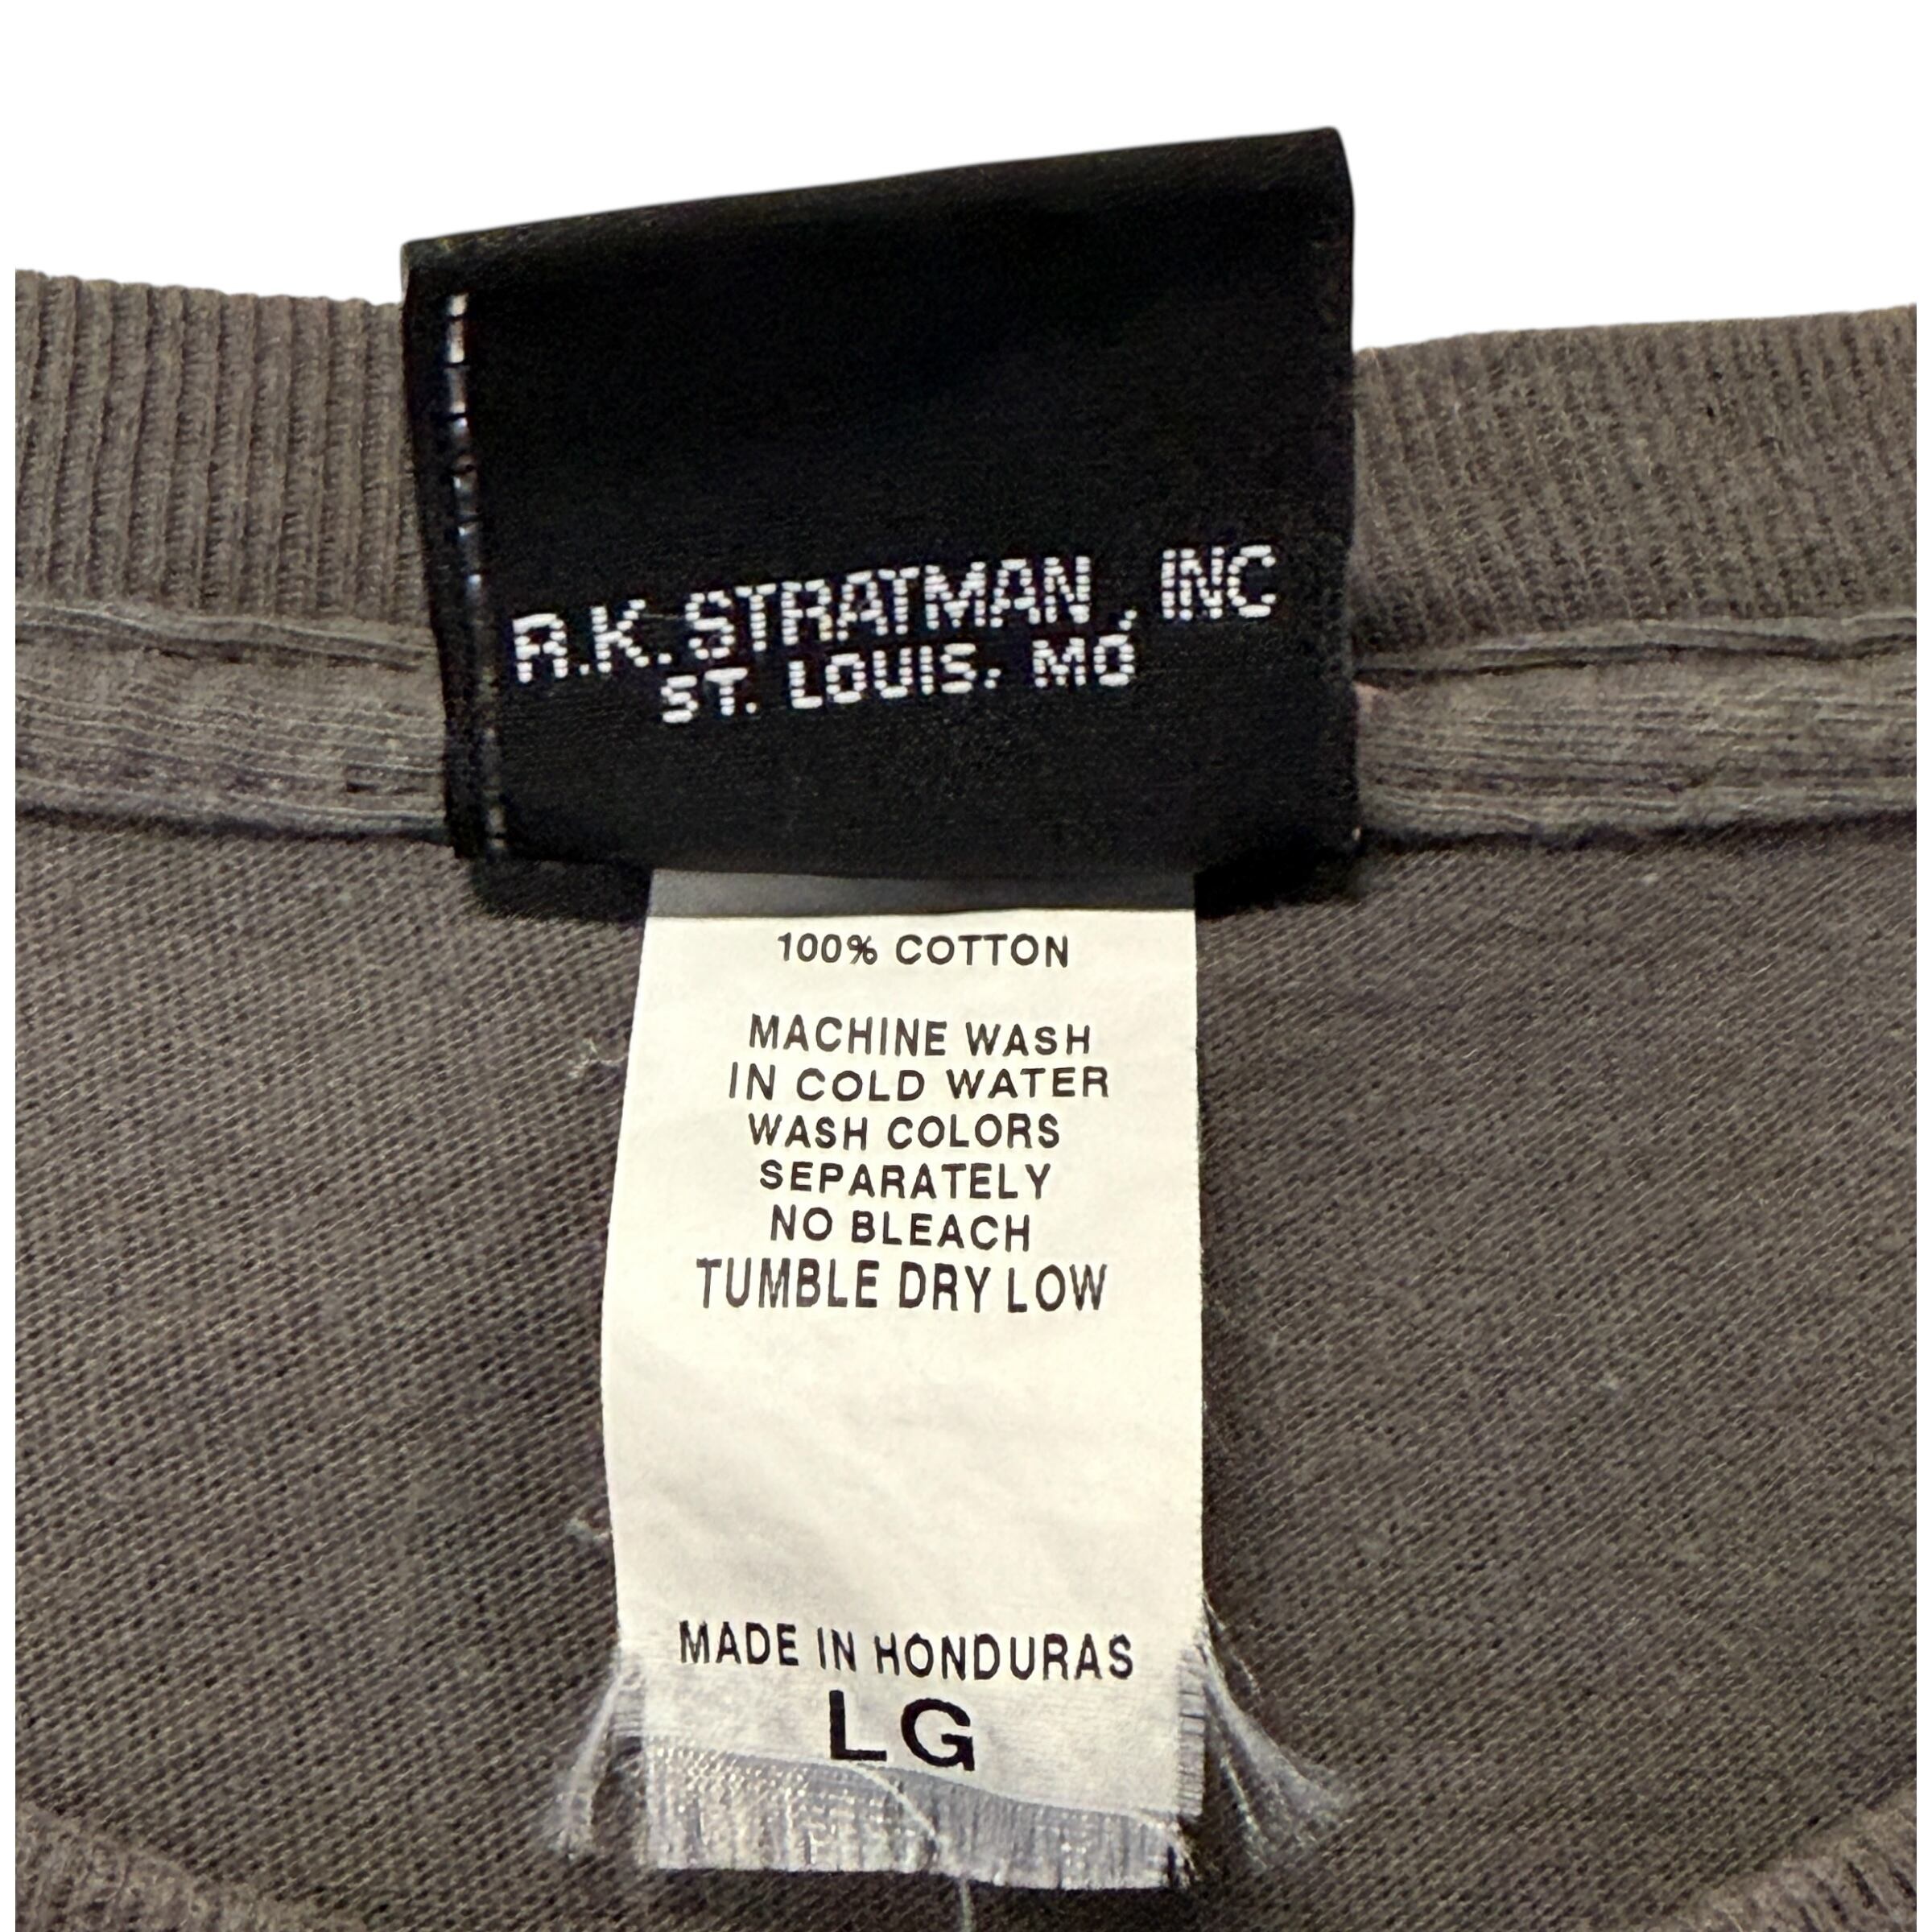 R.K. STRATMAN, INC
ST. LOUIS, MO
100% COTTON
MACHINE WASH
IN COLD WATER
WASH COLORS
SEPARATELY
NO BLEACH
TUMBLE DRY LOW
MADE IN HONDURAS
LG